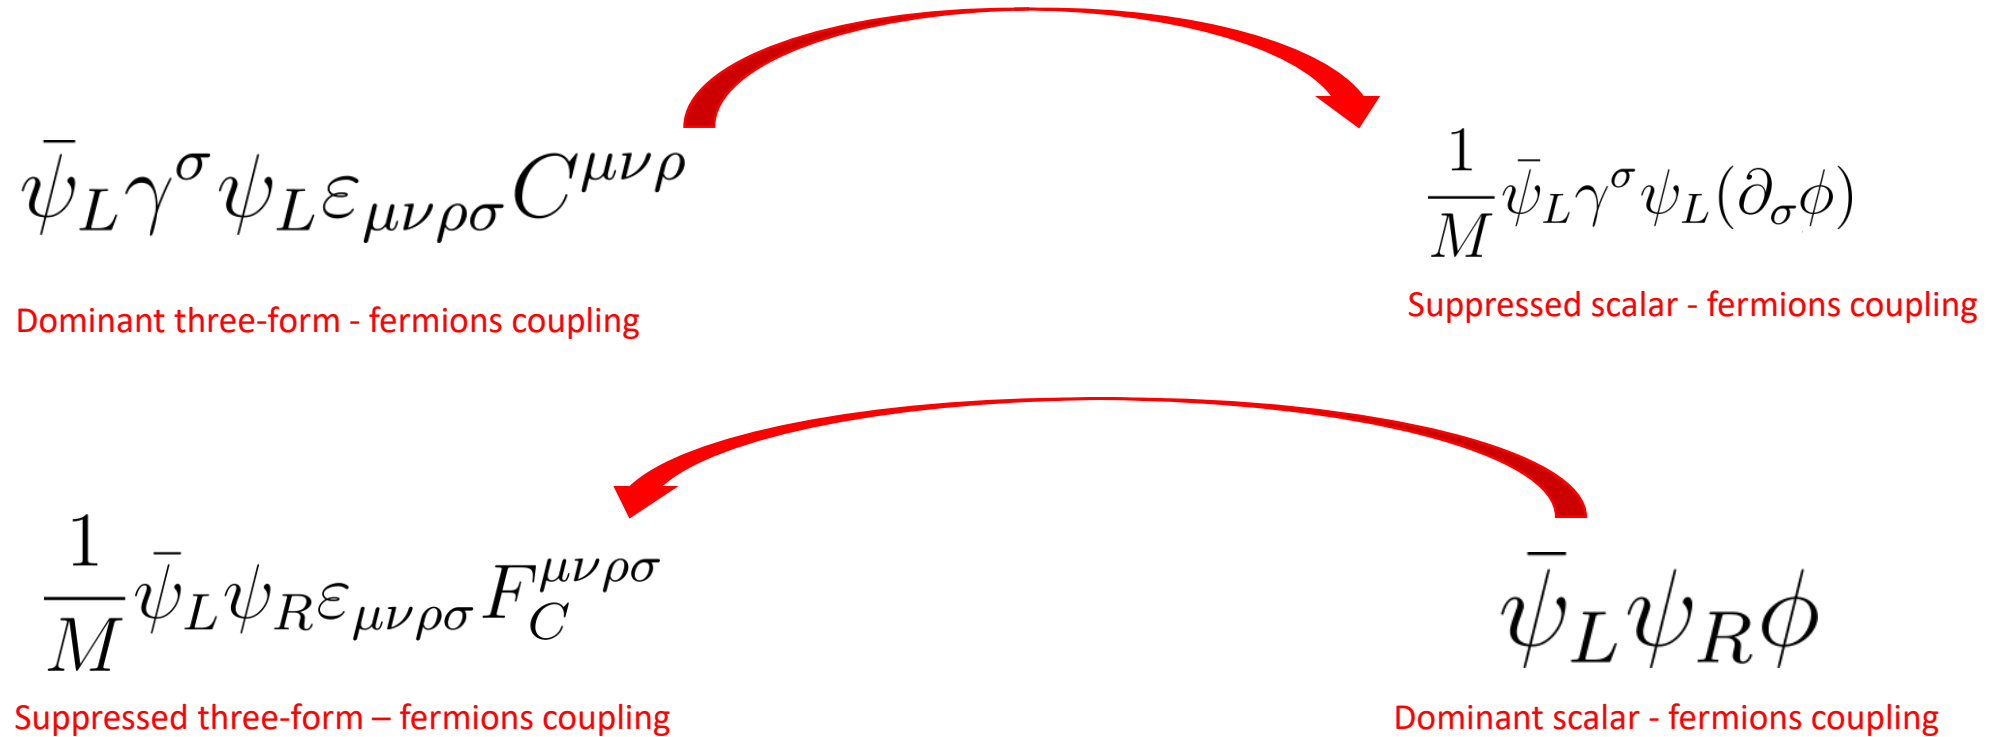 $\bar{\psi}_L \gamma^\sigma \psi_L \varepsilon_{\mu\nu\rho\sigma} C^{\mu\nu\rho}$
$\frac{1}{M} \bar{\psi}_L \gamma^\sigma \psi_L (\partial_\sigma \phi)$
Dominant three-form - fermions coupling
Suppressed scalar - fermions coupling
$\frac{1}{M} \bar{\psi}_L \psi_R \varepsilon_{\mu\nu\rho\sigma} F_C^{\mu\nu\rho\sigma}$
$\bar{\psi}_L \psi_R \phi$
Suppressed three-form – fermions coupling
Dominant scalar - fermions coupling